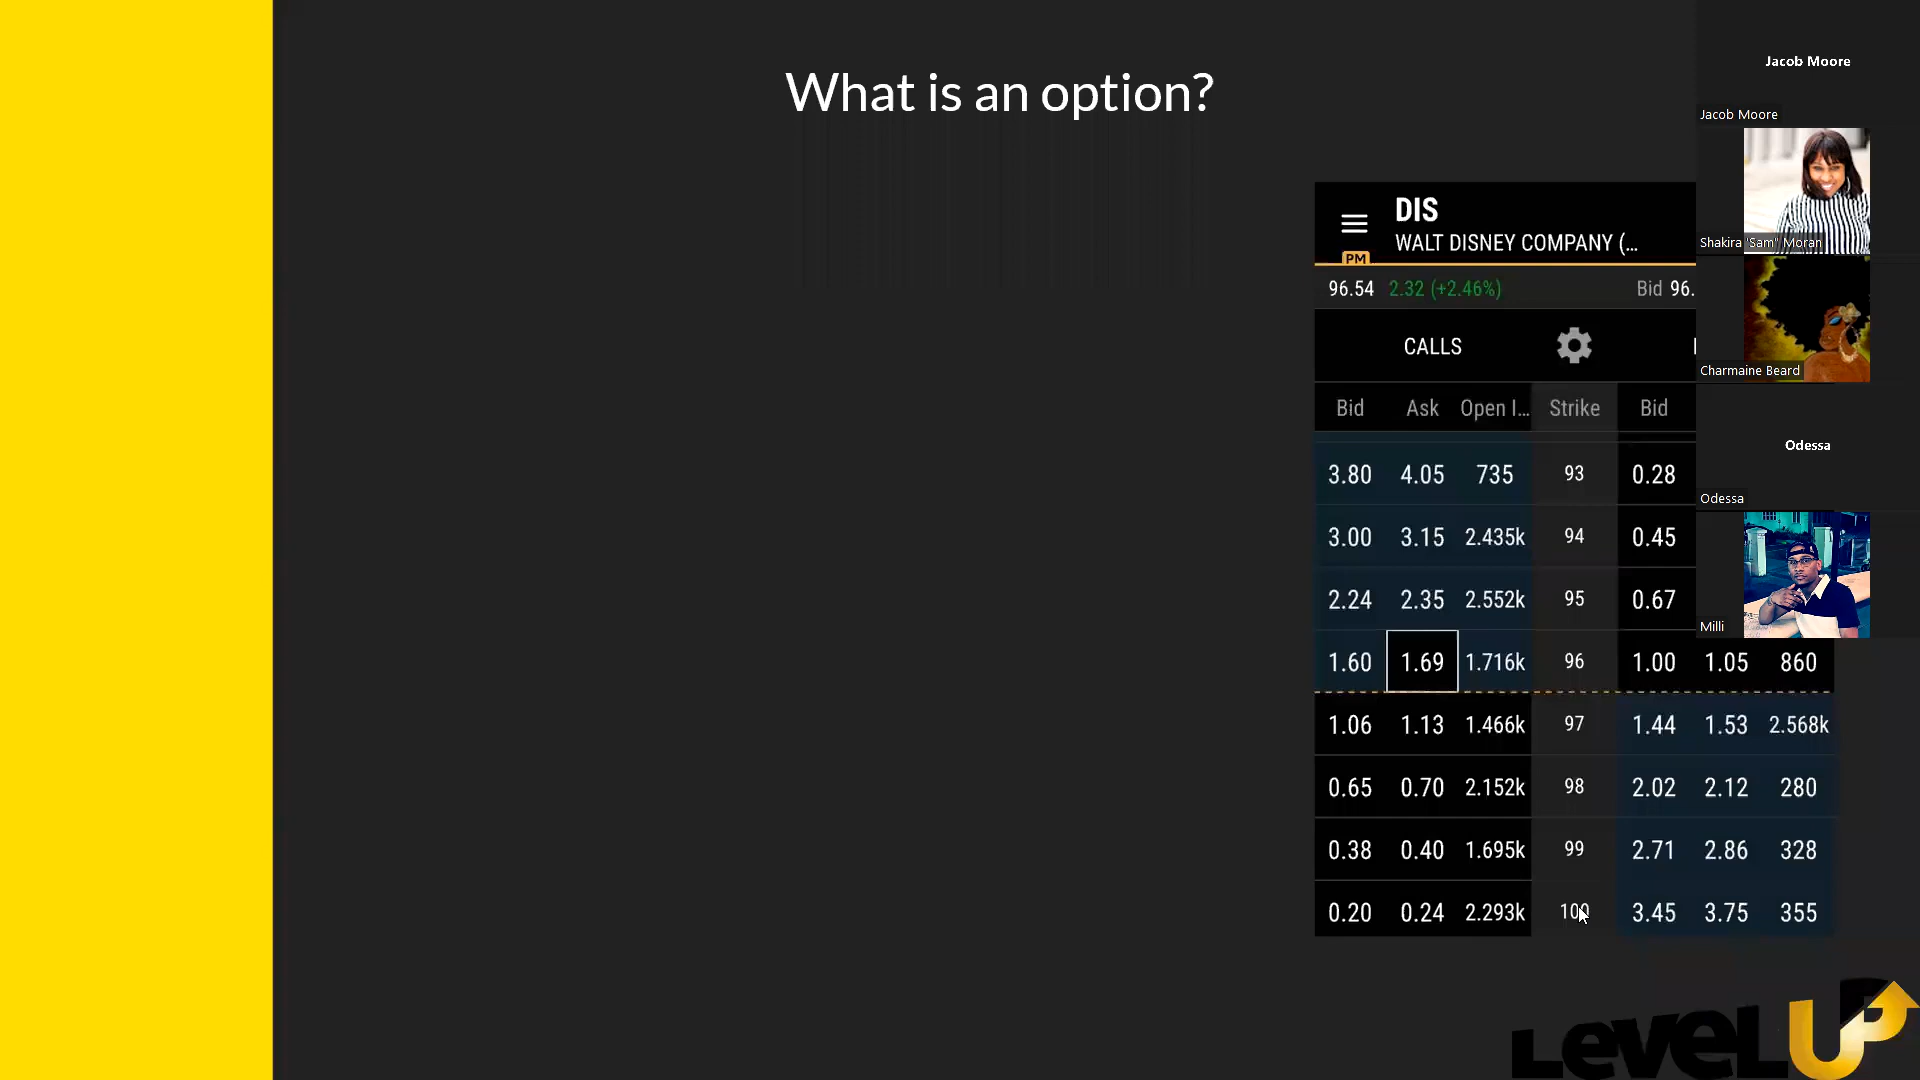 What is an option?
DIS
WALT DISNEY COMPANY (...
PM
96.54 2.32 (+2.46%) Bid 96.
CALLS
Bid Ask Open I... Strike Bid
3.80 4.05 735 93 0.28
3.00 3.15 2.435k 94 0.45
2.24 2.35 2.552k 95 0.67
1.60 1.69 1.716k 96 1.00 1.05 860
1.06 1.13 1.466k 97 1.44 1.53 2.568k
0.65 0.70 2.152k 98 2.02 2.12 280
0.38 0.40 1.695k 99 2.71 2.86 328
0.20 0.24 2.293k 100 3.45 3.75 355
Jacob Moore
Jacob Moore
Shakira "Sam" Moran
Charmaine Beard
Odessa
Odessa
Milli
LeVeL UP